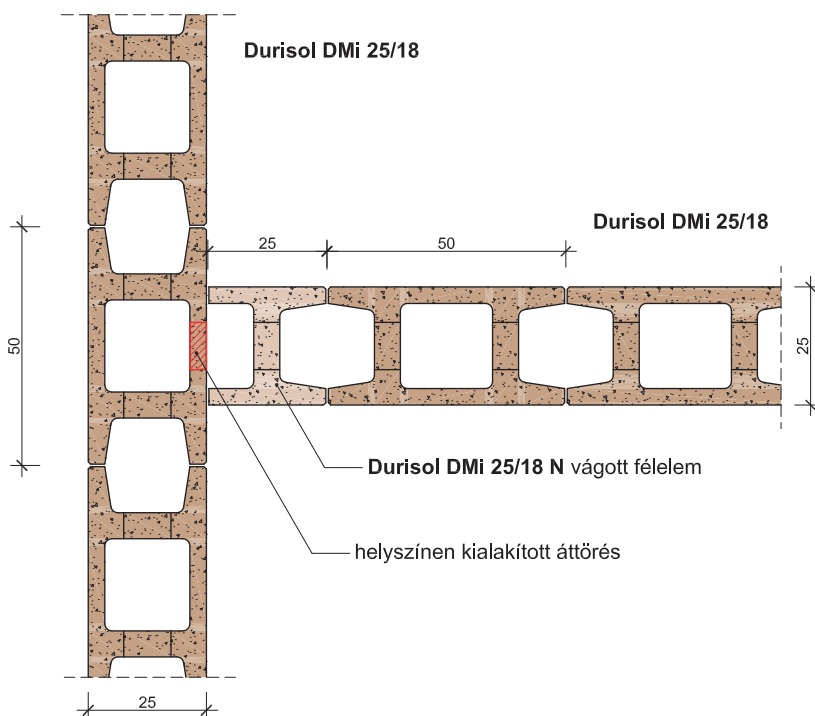 Durisol DMi 25/18
Durisol DMi 25/18
25
50
50
25
Durisol DMi 25/18 N vágott félelem
helyszínen kialakított áttörés
25